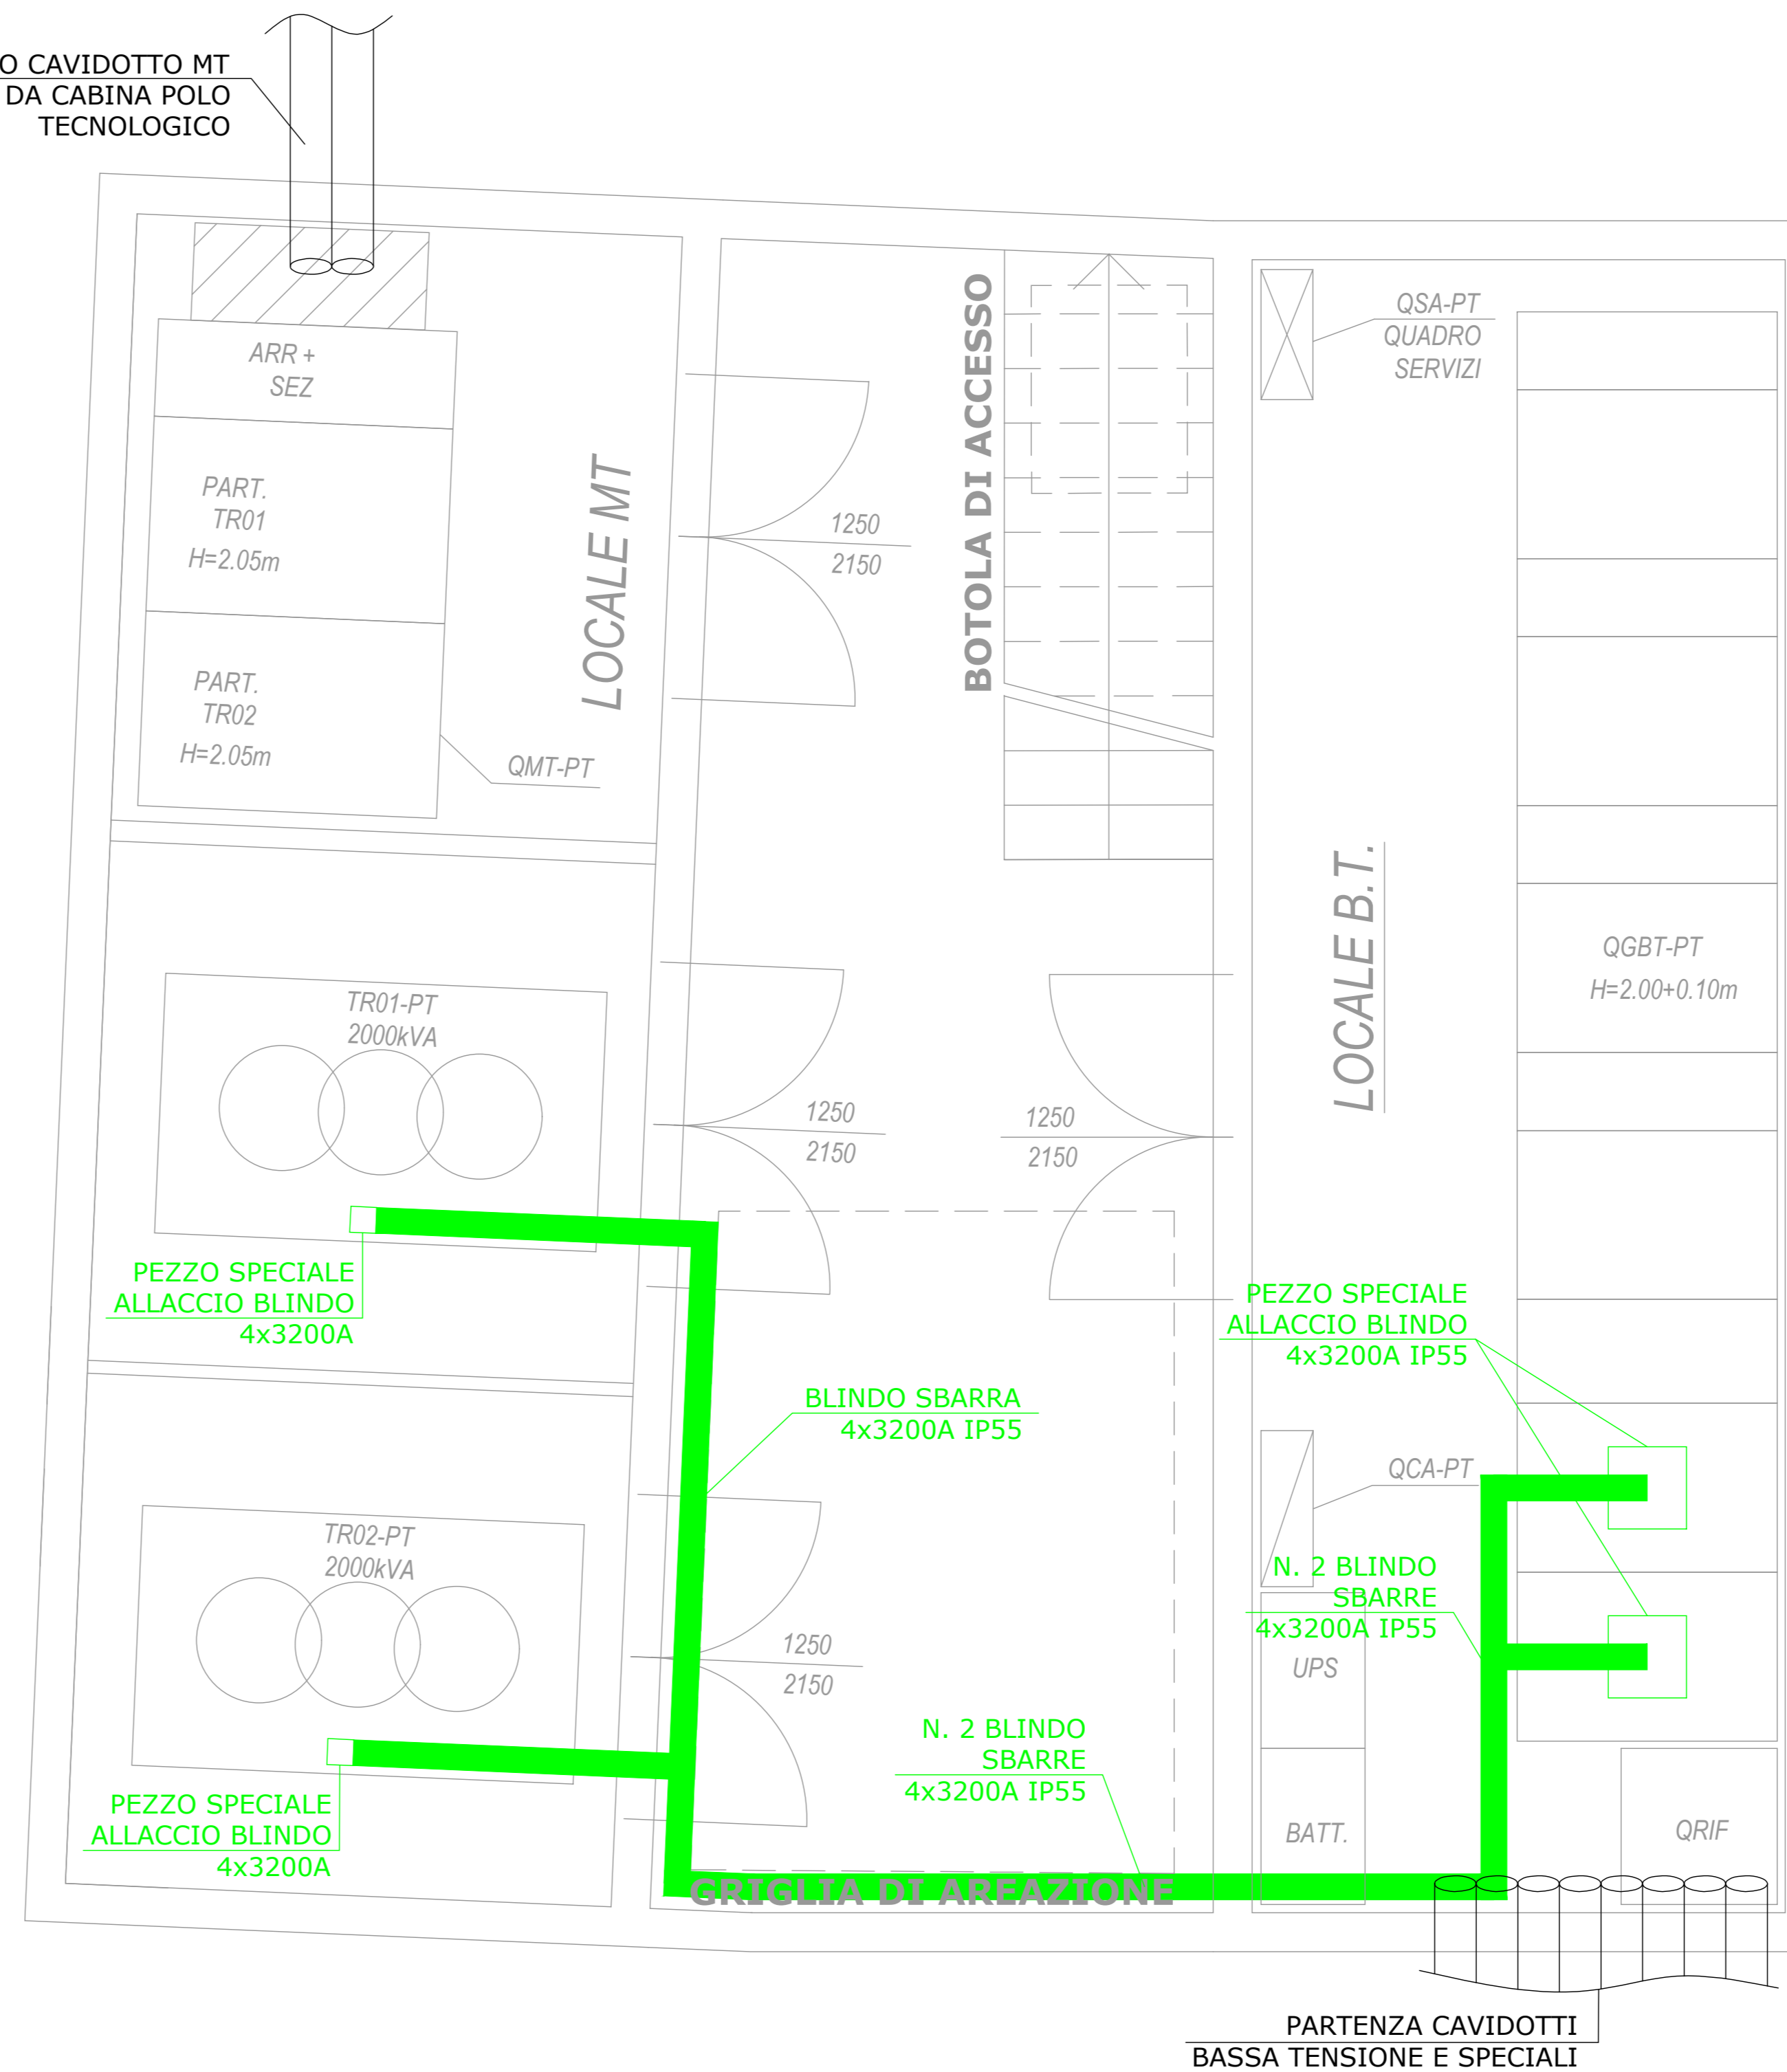 O CAVIDOTTO MT
DA CABINA POLO
TECNOLOGICO
ARR +
SEZ
PART.
TR01
H=2.05m
PART.
TR02
H=2.05m
QMT-PT
LOCALE MT
1250
2150
BOTOLA DI ACCESSO
QSA-PT
QUADRO
SERVIZI
LOCALE B.T.
QGBT-PT
H=2.00+0.10m
TR01-PT
2000kVA
1250
2150
1250
2150
PEZZO SPECIALE
ALLACCIO BLINDO
4x3200A
PEZZO SPECIALE
ALLACCIO BLINDO
4x3200A IP55
BLINDO SBARRA
4x3200A IP55
QCA-PT
TR02-PT
2000kVA
N. 2 BLINDO
SBARRE
4x3200A IP55
1250
2150
UPS
N. 2 BLINDO
SBARRE
4x3200A IP55
PEZZO SPECIALE
ALLACCIO BLINDO
4x3200A
BATT.
QRIF
GRIGLIA DI AREAZIONE
PARTENZA CAVIDOTTI
BASSA TENSIONE E SPECIALI